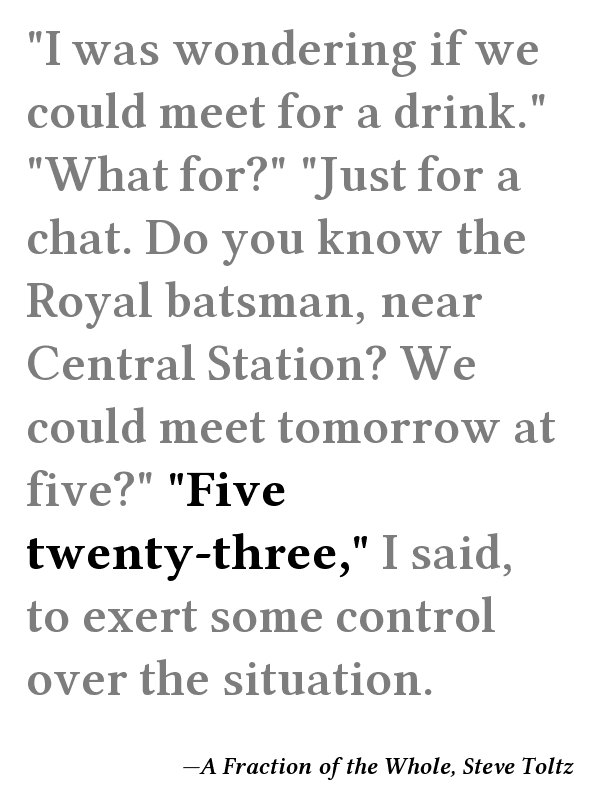 "I was wondering if we
could meet for a drink."
"What for?" "Just for a
chat. Do you know the
Royal batsman, near
Central Station? We
could meet tomorrow at
five?" "Five
twenty-three," I said,
to exert some control
over the situation.
—A Fraction of the Whole, Steve Toltz